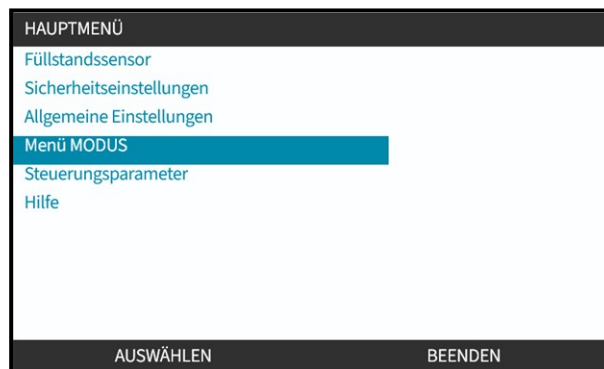 HAUPTMENÜ
Füllstandssensor
Sicherheitseinstellungen
Allgemeine Einstellungen
Menü MODUS
Steuerungsparameter
Hilfe
AUSWÄHLEN BEENDEN